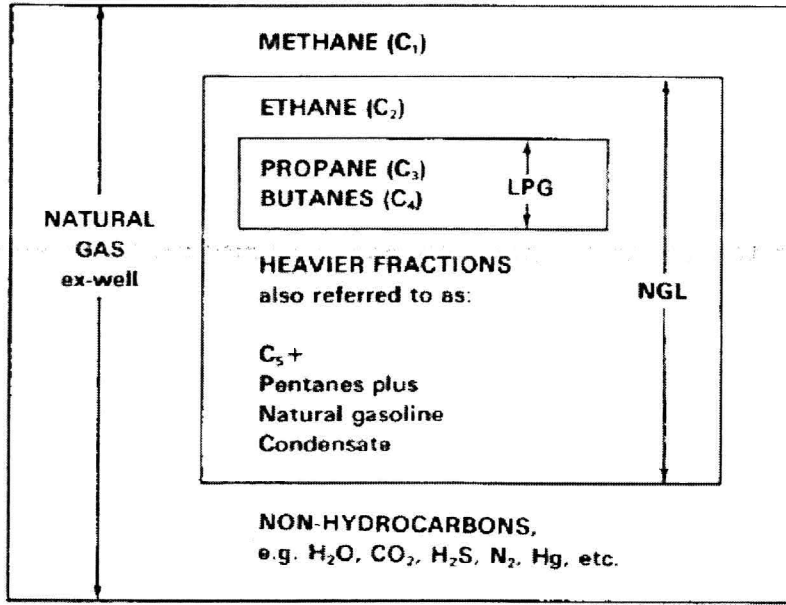 METHANE (C₁)
ETHANE (C₂)
PROPANE (C₃)
BUTANES (C₄)
LPG
NATURAL
GAS
ex-well
HEAVIER FRACTIONS
also referred to as:
NGL
C₅+
Pentanes plus
Natural gasoline
Condensate
NON-HYDROCARBONS,
e.g. H₂O, CO₂, H₂S, N₂, Hg, etc.